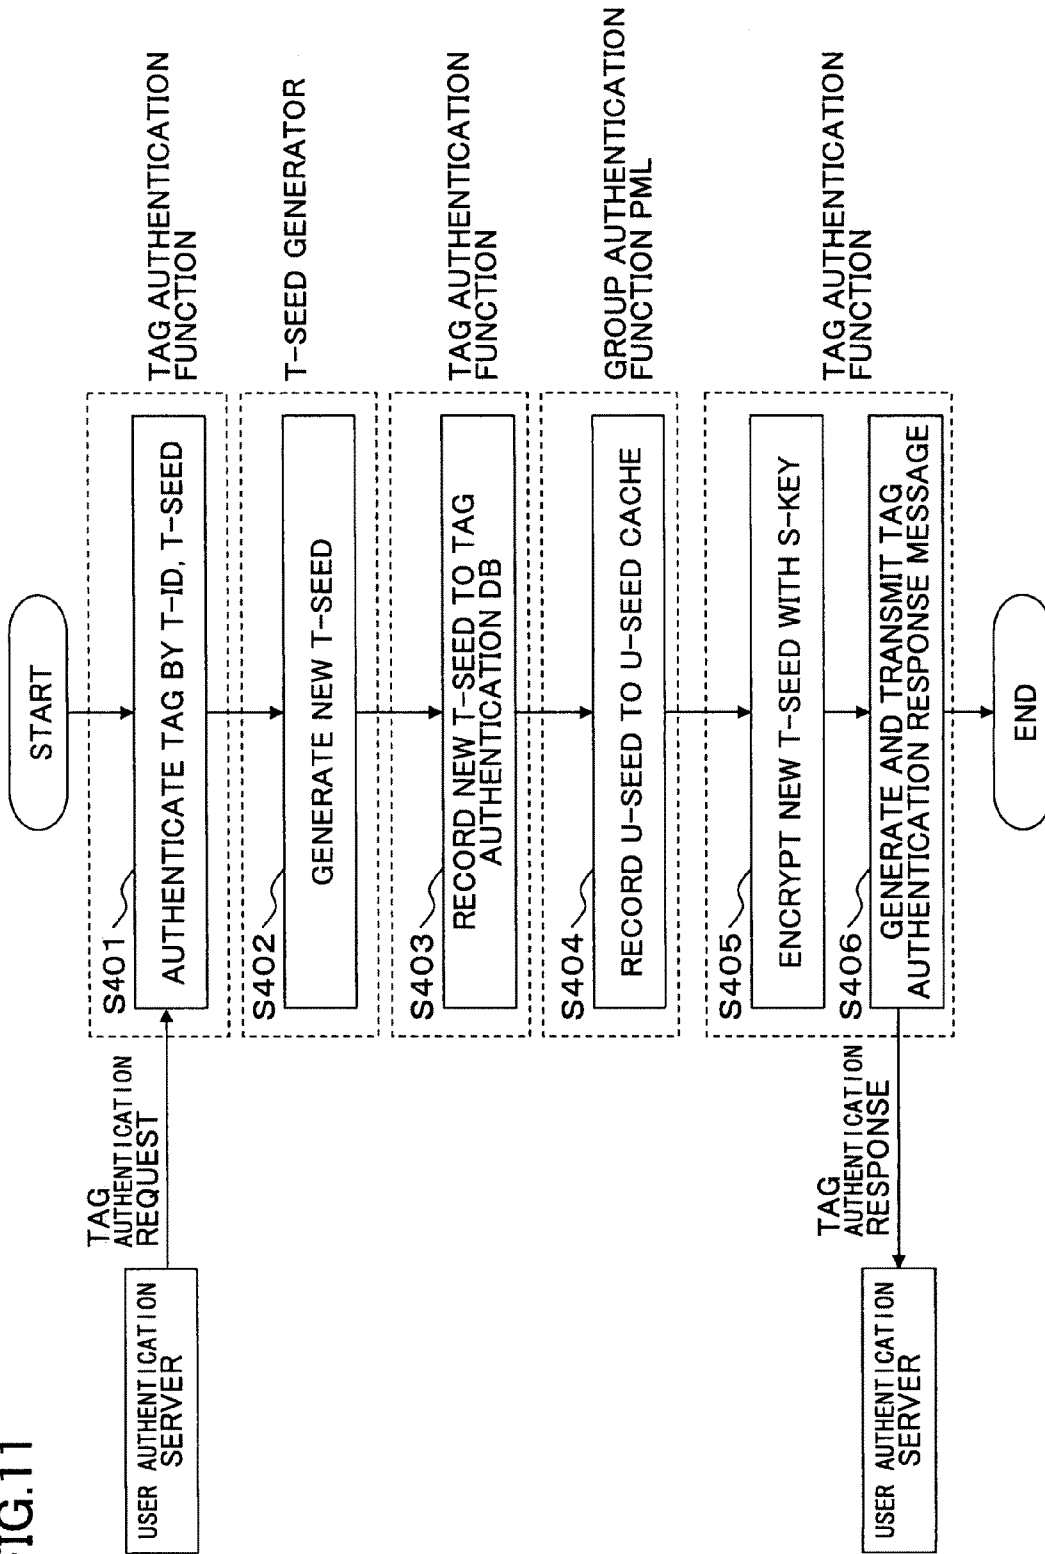 FIG.11
START
USER AUTHENTICATION
SERVER
TAG
AUTHENTICATION
REQUEST
S401
AUTHENTICATE TAG BY T-ID, T-SEED
TAG AUTHENTICATION
FUNCTION
S402
GENERATE NEW T-SEED
T-SEED GENERATOR
S403
RECORD NEW T-SEED TO TAG
AUTHENTICATION DB
TAG AUTHENTICATION
FUNCTION
S404
RECORD U-SEED TO U-SEED CACHE
GROUP AUTHENTICATION
FUNCTION PML
S405
ENCRYPT NEW T-SEED WITH S-KEY
TAG AUTHENTICATION
FUNCTION
S406
GENERATE AND TRANSMIT TAG
AUTHENTICATION RESPONSE MESSAGE
TAG
AUTHENTICATION
RESPONSE
USER AUTHENTICATION
SERVER
END